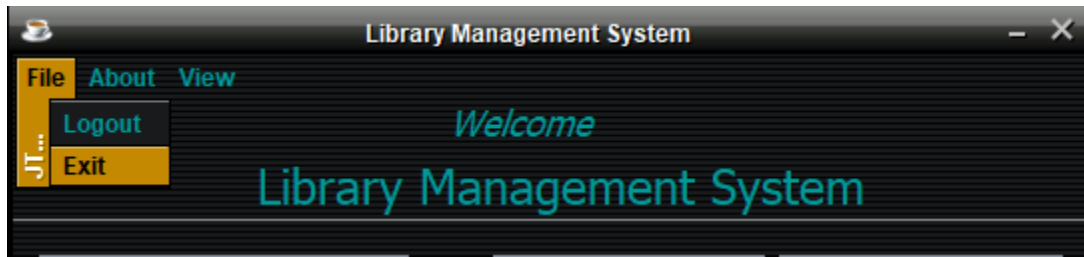 Library Management System
File About View
Logout
Exit
JT...
Welcome
Library Management System